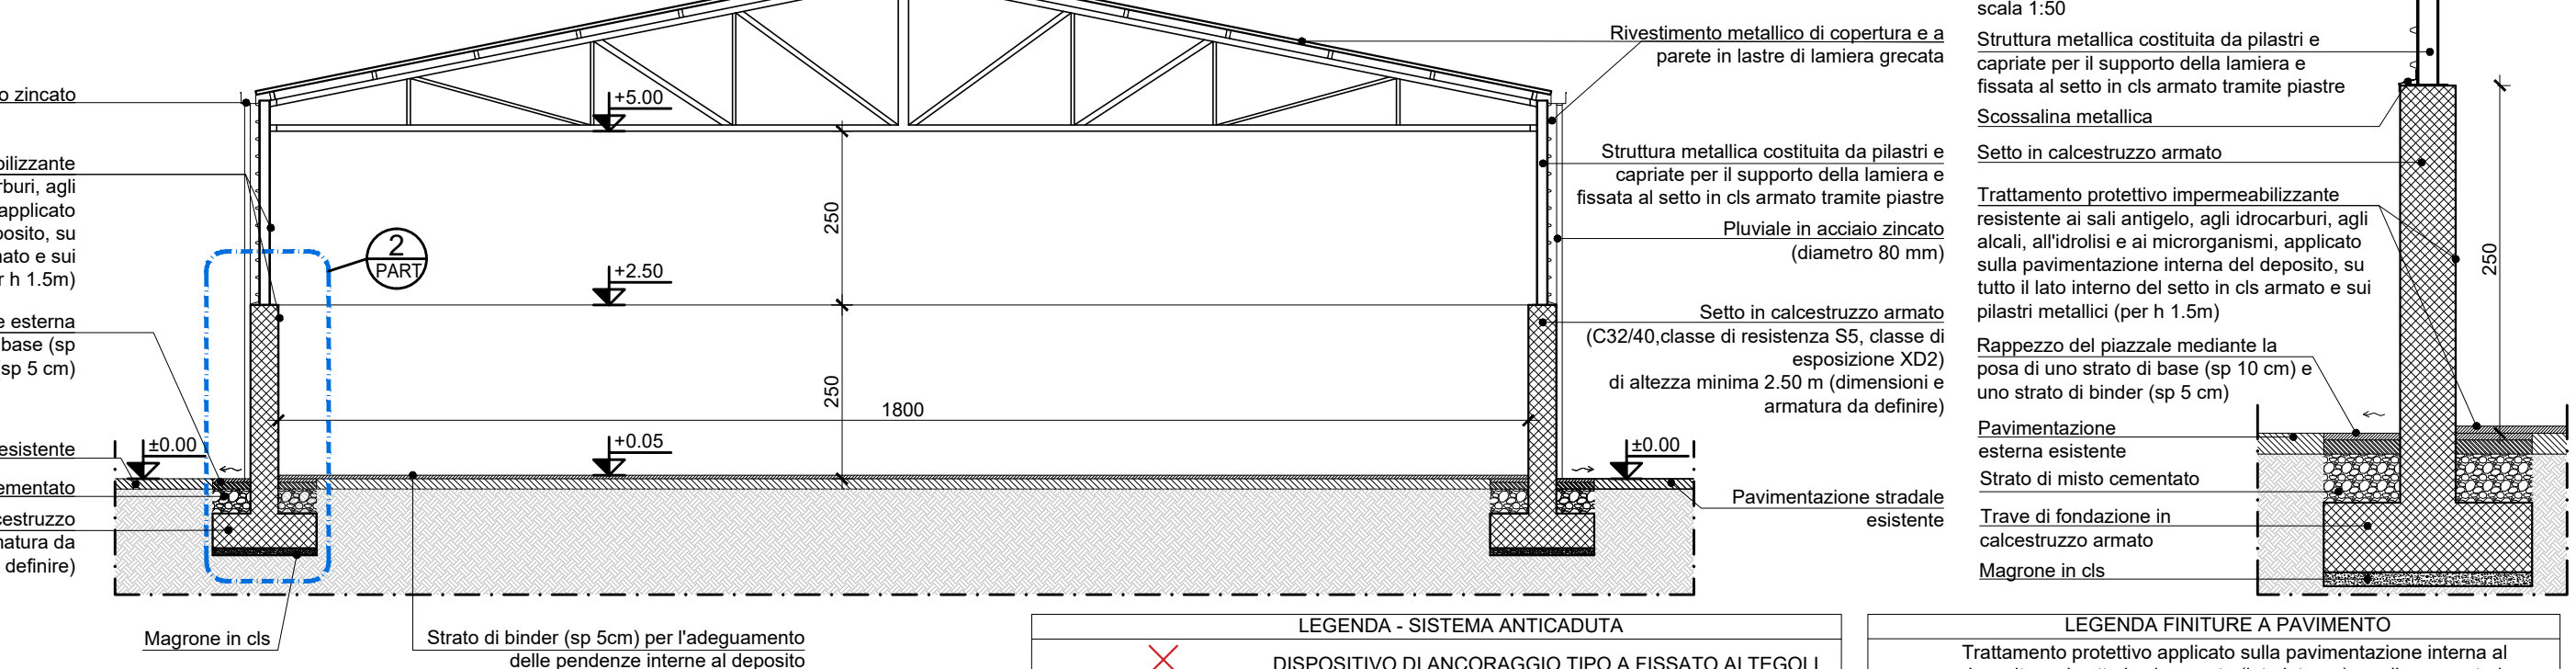 o zincato
bilizzante
rburi, agli
applicato
posito, su
nato e sui
r h 1.5m)
e esterna
base (sp
(sp 5 cm)
esistente
ementato
cestruzzo
natura da
definire)
±0.00
2
PART
+5.00
+2.50
+0.05
250
250
1800
±0.00
Magrone in cls
Strato di binder (sp 5cm) per l'adeguamento
delle pendenze interne al deposito
Rivestimento metallico di copertura e a
parete in lastre di lamiera grecata
Struttura metallica costituita da pilastri e
capriate per il supporto della lamiera e
fissata al setto in cls armato tramite piastre
Pluviale in acciaio zincato
(diametro 80 mm)
Setto in calcestruzzo armato
(C32/40,classe di resistenza S5, classe di
esposizione XD2)
di altezza minima 2.50 m (dimensioni e
armatura da definire)
Pavimentazione stradale
esistente
scala 1:50
Struttura metallica costituita da pilastri e
capriate per il supporto della lamiera e
fissata al setto in cls armato tramite piastre
Scossalina metallica
Setto in calcestruzzo armato
Trattamento protettivo impermeabilizzante
resistente ai sali antigelo, agli idrocarburi, agli
alcali, all'idrolisi e ai microrganismi, applicato
sulla pavimentazione interna del deposito, su
tutto il lato interno del setto in cls armato e sui
pilastri metallici (per h 1.5m)
Rappezzo del piazzale mediante la
posa di uno strato di base (sp 10 cm) e
uno strato di binder (sp 5 cm)
Pavimentazione
esterna esistente
Strato di misto cementato
Trave di fondazione in
calcestruzzo armato
Magrone in cls
250
LEGENDA - SISTEMA ANTICADUTA
DISPOSITIVO DI ANCORAGGIO TIPO A FISSATO AI TEGOLI
LEGENDA FINITURE A PAVIMENTO
Trattamento protettivo applicato sulla pavimentazione interna al